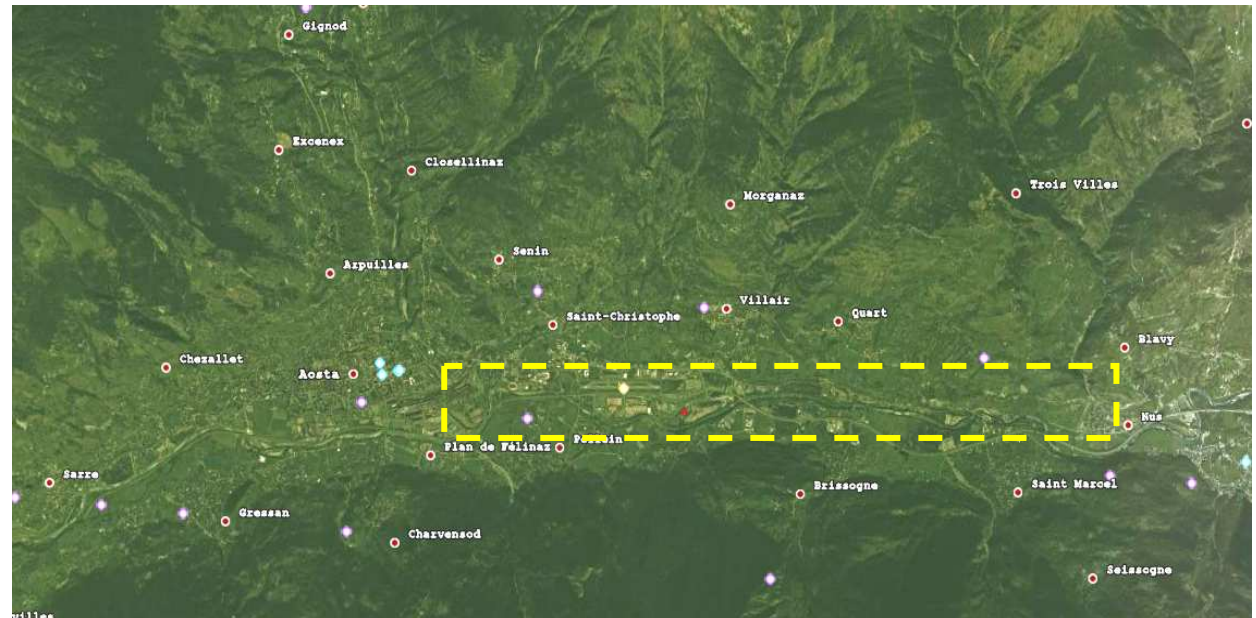 Gignod
Excenex
Closellinaz
Trois Villes
Morganaz
Senin
Arpuilles
Villair
Saint-Christophe
Quart
Blavy
Chezallet
Aosta
Nus
Plan de Félinaz
Pollein
Sarre
Brissogne
Saint Marcel
Gressan
Charvensod
Seissogne